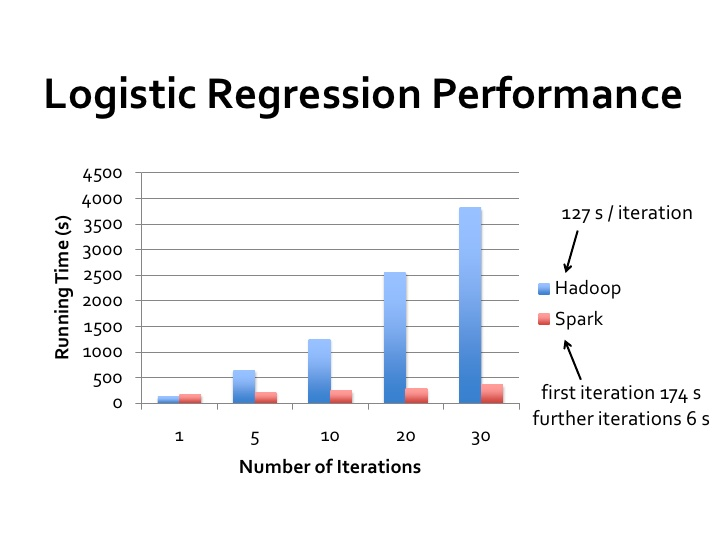 Logistic Regression Performance
4500
4000
3500
3000
2500
2000
1500
1000
500
0
Running Time (s)
1 5 10 20 30
Number of Iterations
127 s / iteration
Hadoop
Spark
first iteration 174 s
further iterations 6 s